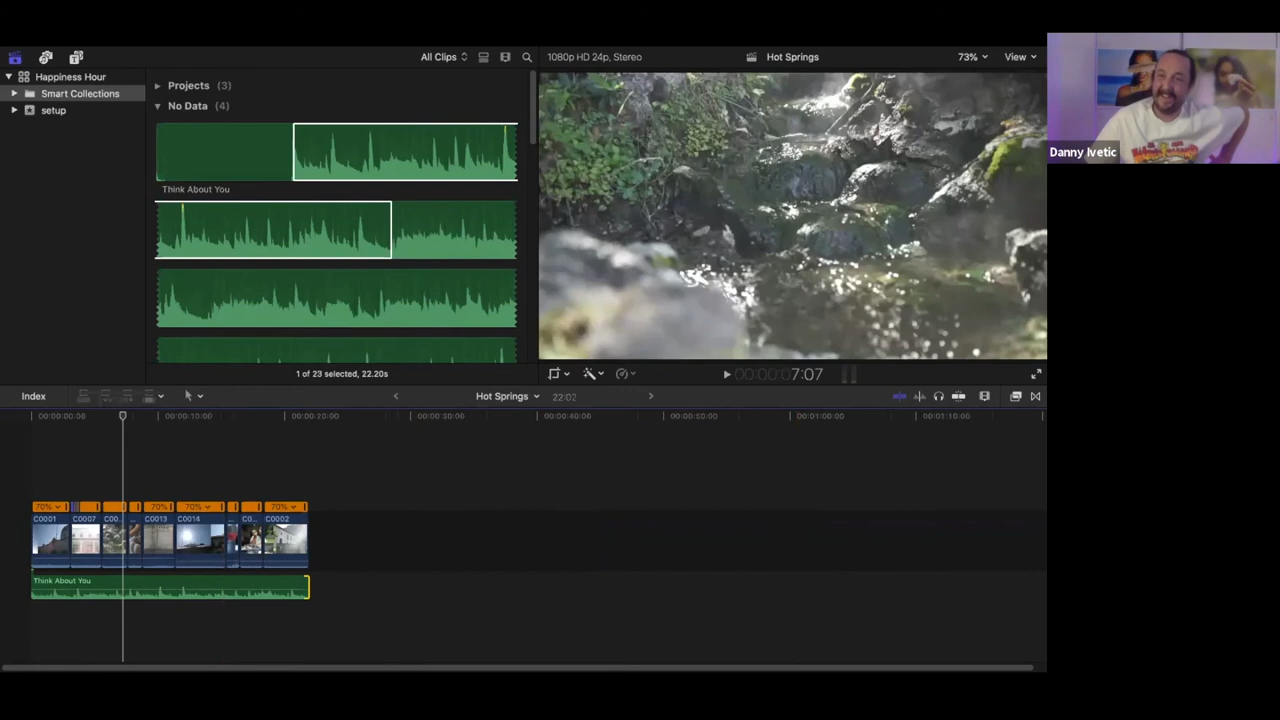 All Clips
1080p HD 24p, Stereo
Hot Springs
73%
View
Happiness Hour
Smart Collections
setup
Projects (3)
No Data (4)
Think About You
Danny Ivetic
1 of 23 selected, 22.20s
00:00:00:07:07
Index
Hot Springs
22:02
00:00:00:06
00:00:10:00
00:00:20:00
00:00:30:00
00:00:40:00
00:00:50:00
00:01:00:00
00:01:10:00
70%
70%
70%
70%
C0001
C0007
C00...
...
C0013
C0014
...
C0...
C0002
Think About You